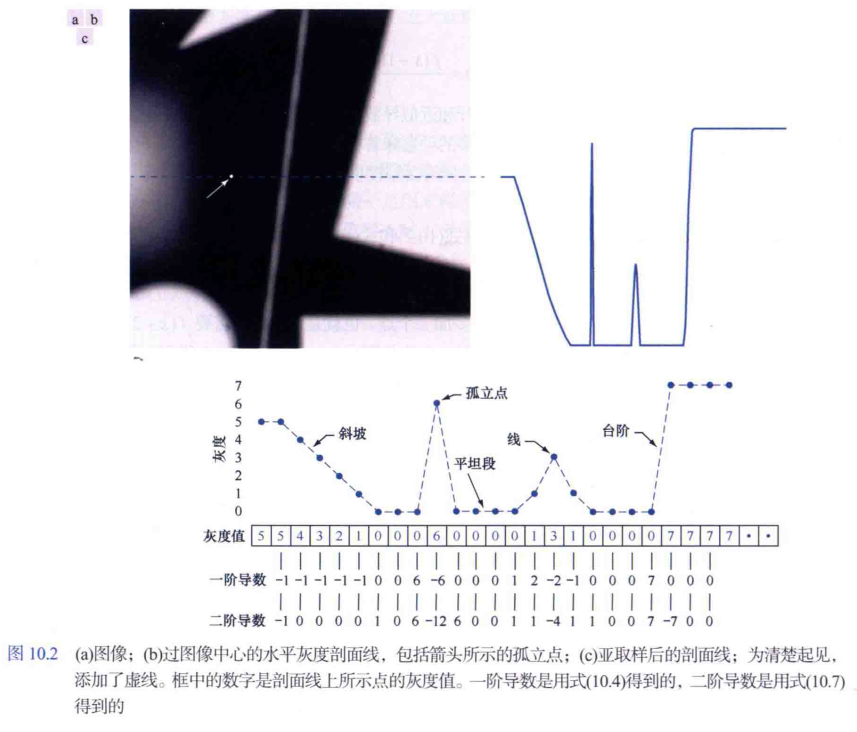 a b
c
7
6
5
4
3
2
1
0
灰度
斜坡
孤立点
平坦段
线
台阶
灰度值 5 5 4 3 2 1 0 0 0 6 0 0 0 0 1 3 1 0 0 0 0 7 7 7 7 • •
一阶导数 -1 -1 -1 -1 -1 0 0 6 -6 0 0 0 1 2 -2 -1 0 0 0 7 0 0 0
二阶导数 -1 0 0 0 0 1 0 6 -12 6 0 0 1 1 -4 1 1 0 0 7 -7 0 0
图 10.2 (a)图像；(b)过图像中心的水平灰度剖面线，包括箭头所示的孤立点；(c)亚取样后的剖面线；为清楚起见，
添加了虚线。框中的数字是剖面线上所示点的灰度值。一阶导数是用式(10.4)得到的，二阶导数是用式(10.7)
得到的